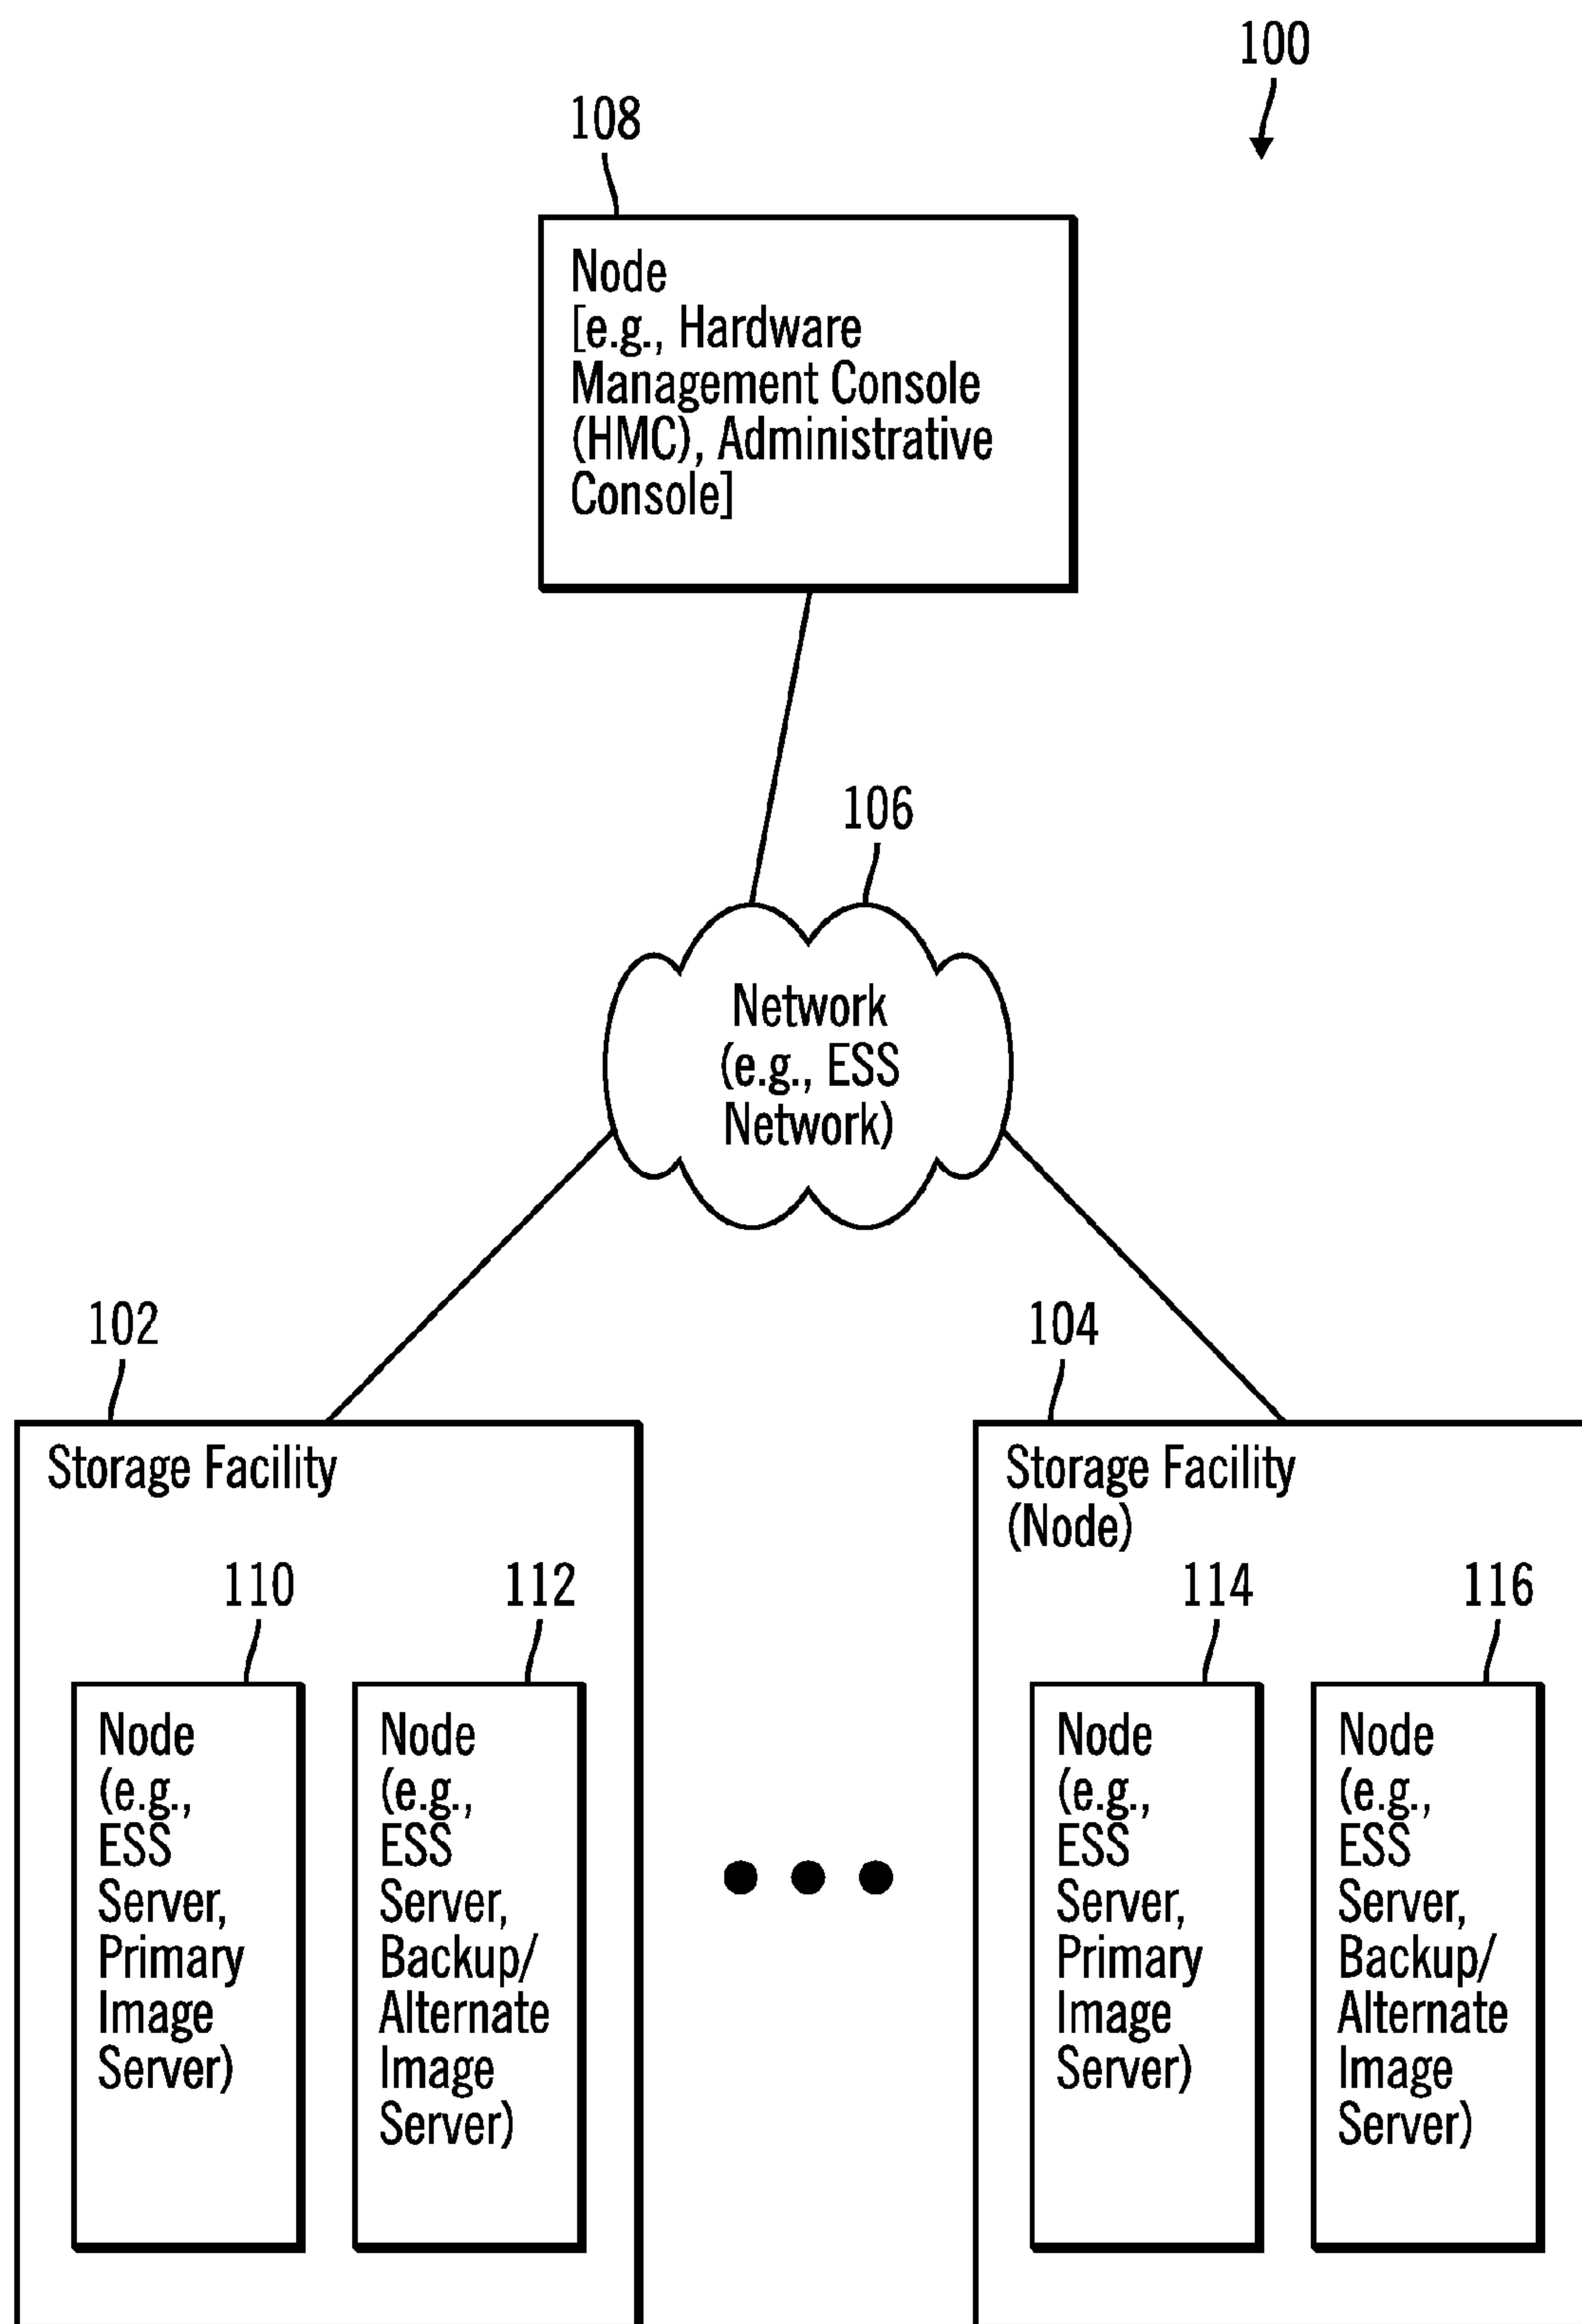 100
108
Node
[e.g., Hardware
Management Console
(HMC), Administrative
Console]
106
Network
(e.g., ESS
Network)
102
Storage Facility
110
112
Node
(e.g.,
ESS
Server,
Primary
Image
Server)
Node
(e.g.,
ESS
Server,
Backup/
Alternate
Image
Server)
104
Storage Facility
(Node)
114
116
Node
(e.g.,
ESS
Server,
Primary
Image
Server)
Node
(e.g.,
ESS
Server,
Backup/
Alternate
Image
Server)